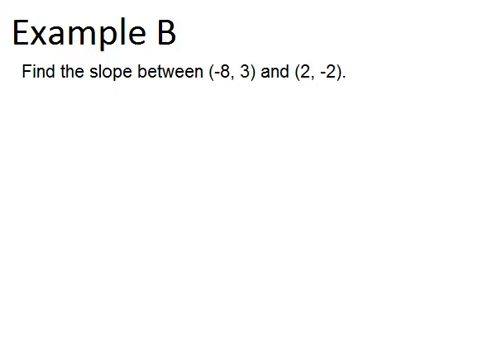 Example B
Find the slope between (-8, 3) and (2, -2).